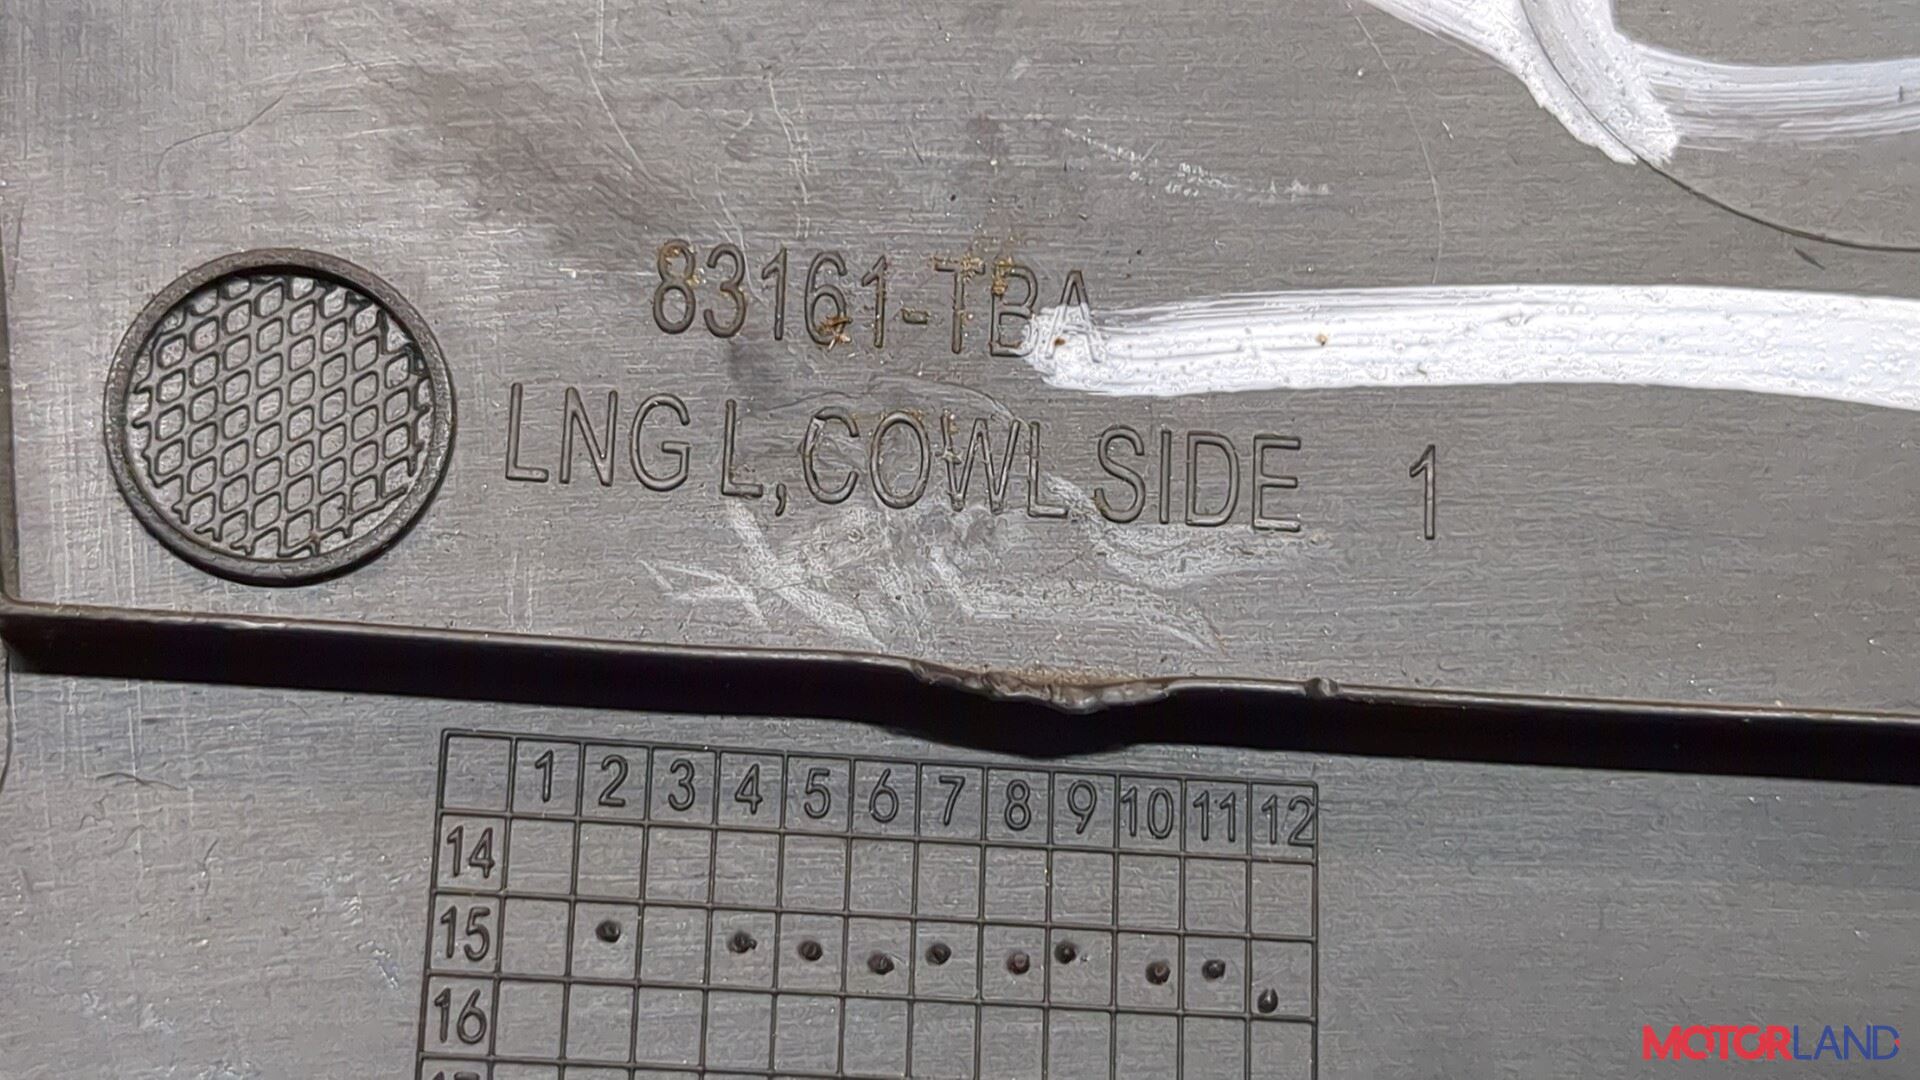 83161-TBA
LNG L, COWL SIDE 1
1 2 3 4 5 6 7 8 9 10 11 12
14
15
16
MOTORLAND